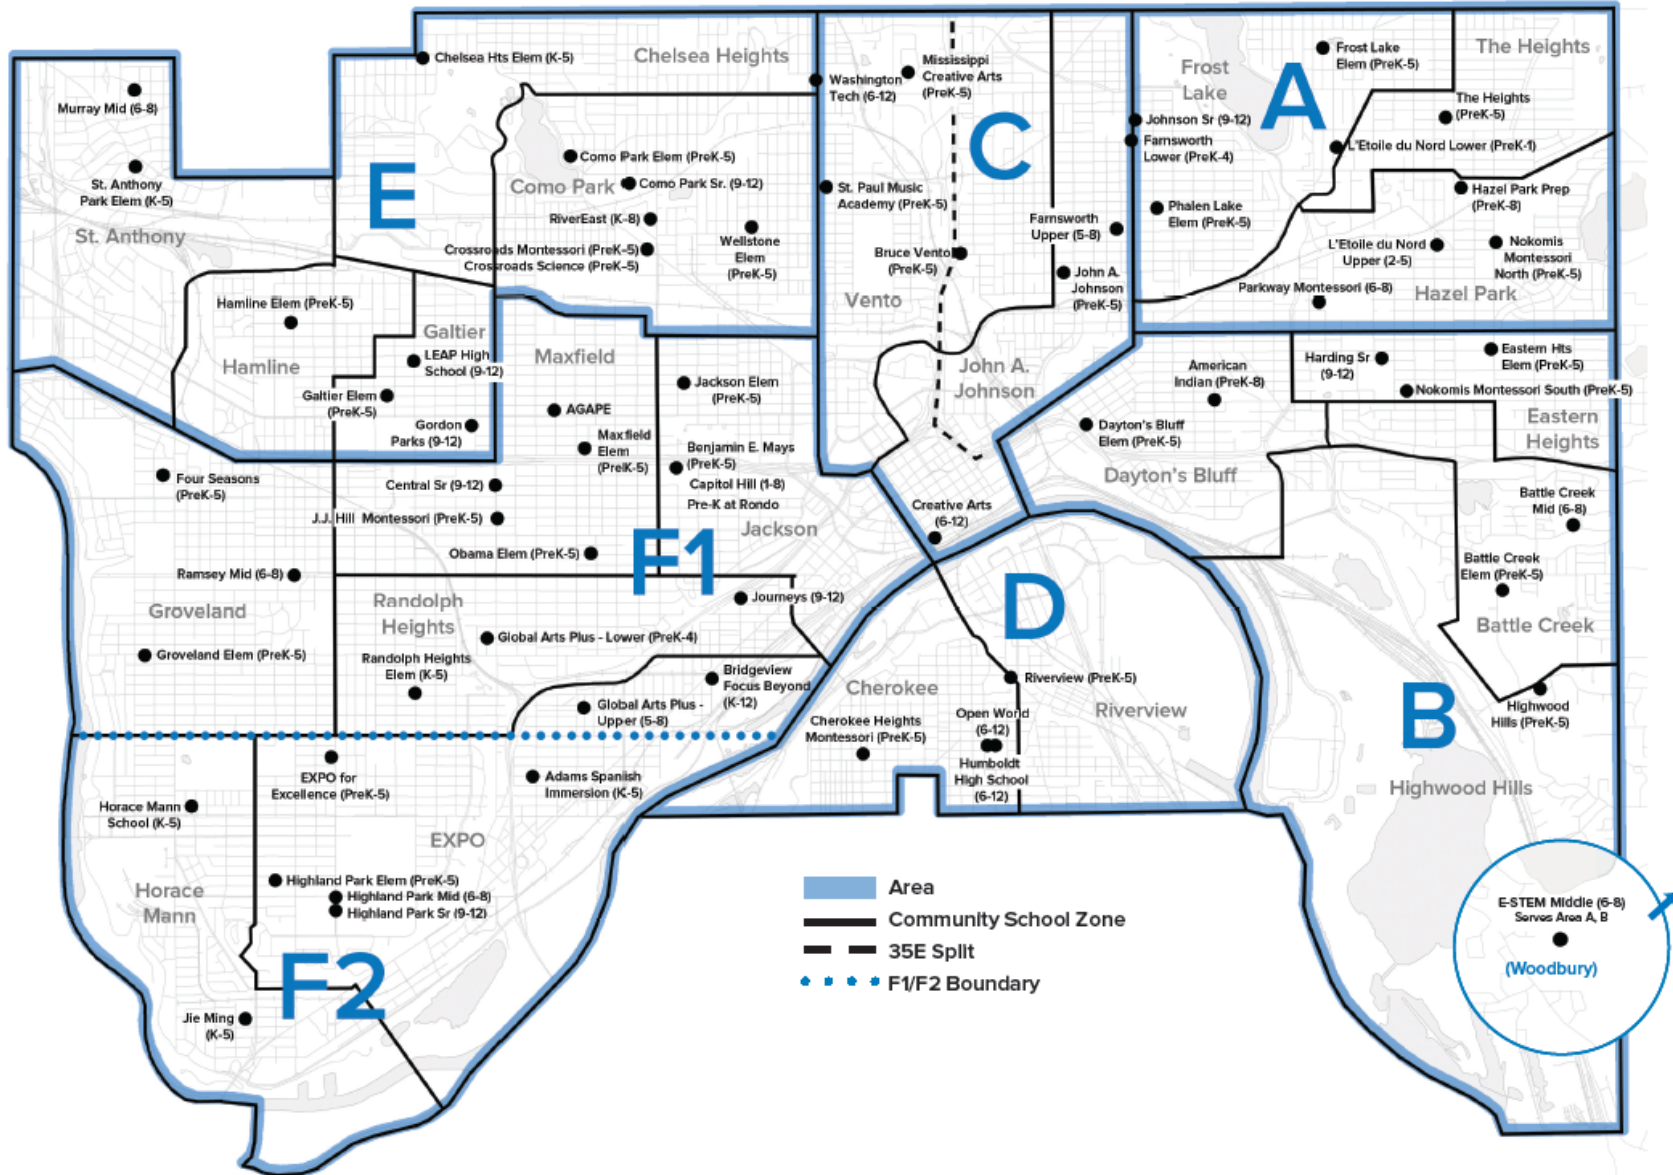 Chelsea Hts Elem (K-5)
Chelsea Heights
Murray Mid (6-8)
St. Anthony
Park Elem (K-5)
St. Anthony
E
Como Park Elem (PreK-5)
Como Park
Como Park Sr. (9-12)
RiverEast (K-8)
Crossroads Montessori (PreK-5)
Crossroads Science (PreK-5)
Wellstone
Elem
(PreK-5)
Hamline Elem (PreK-5)
Hamline
Galtier
LEAP High
School (9-12)
Galtier Elem
(PreK-5)
Gordon
Parks (9-12)
Washington
Tech (6-12)
Mississippi
Creative Arts
(PreK-5)
C
St. Paul Music
Academy (PreK-5)
Bruce Vento
(PreK-5)
Vento
Farnsworth
Upper (5-8)
John A.
Johnson
(PreK-5)
John A.
Johnson
Creative Arts
(6-12)
Frost
Lake
A
Frost Lake
Elem (PreK-5)
The Heights
The Heights
(PreK-5)
Johnson Sr (9-12)
Farnsworth
Lower (PreK-4)
L'Etoile du Nord Lower (PreK-1)
Phalen Lake
Elem (PreK-5)
Hazel Park Prep
(PreK-8)
L'Etoile du Nord
Upper (2-5)
Nokomis
Montessori
North (PreK-5)
Parkway Montessori (6-8)
Hazel Park
American
Indian (PreK-8)
Harding Sr
(9-12)
Eastern Hts
Elem (PreK-5)
Nokomis Montessori South (PreK-5)
Eastern
Heights
Dayton's Bluff
Elem (PreK-5)
Dayton's Bluff
Battle Creek
Mid (6-8)
Battle Creek
Elem (PreK-5)
Battle Creek
B
Highwood
Hills (PreK-5)
Highwood Hills
E-STEM Middle (6-8)
Serves Area A, B
(Woodbury)
Maxfield
AGAPE
Maxfield
Elem
(PreK-5)
Jackson Elem
(PreK-5)
Benjamin E. Mays
(PreK-5)
Capitol Hill (1-8)
Pre-K at Rondo
Jackson
Four Seasons
(PreK-5)
Central Sr (9-12)
J.J. Hill Montessori (PreK-5)
Obama Elem (PreK-5)
F1
Ramsey Mid (6-8)
Groveland
Groveland Elem (PreK-5)
Randolph
Heights
Journeys (9-12)
Global Arts Plus - Lower (PreK-4)
Randolph Heights
Elem (K-5)
Bridgeview
Focus Beyond
(K-12)
Global Arts Plus -
Upper (5-8)
D
Cherokee
Riverview (PreK-5)
Riverview
Cherokee Heights
Montessori (PreK-5)
Open World
(6-12)
Humboldt
High School
(6-12)
EXPO for
Excellence (PreK-5)
Adams Spanish
Immersion (K-5)
Horace Mann
School (K-5)
EXPO
Horace
Mann
Highland Park Elem (PreK-5)
Highland Park Mid (6-8)
Highland Park Sr (9-12)
F2
Jie Ming
(K-5)
Area
Community School Zone
35E Split
F1/F2 Boundary